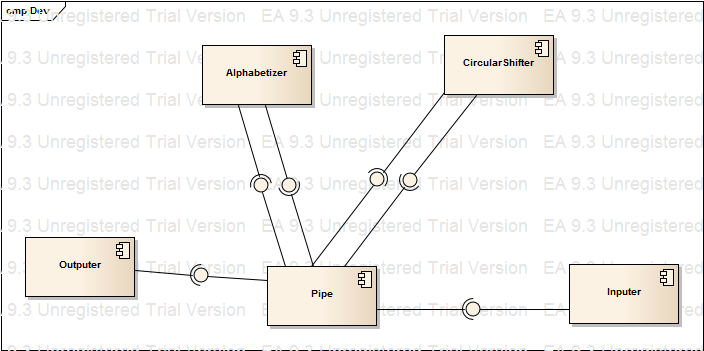 cmp Dev
EA 9.3 Unregistered Trial Version EA 9.3 Unregistered Trial Version EA 9.3 Unregistered
Alphabetizer
CircularShifter
9.3 Unregistered Trial Version EA 9.3 Unregistered Trial Version EA 9.3 Unregistered
9.3 Unregistered Trial Version EA 9.3 Unregistered Trial Version EA 9.3 Unregistered
9.3 Unregistered Trial Version EA 9.3 Unregistered Trial Version EA 9.3 Unregistered
9.3 Unregistered Trial Version EA 9.3 Unregistered Trial Version EA 9.3 Unregistered
Outputer
9.3 Unregistered Trial Version EA 9.3 Unregistered Trial Version EA 9.3 Unregistered
Pipe
Inputer
9.3 Unregistered Trial Version EA 9.3 Unregistered Trial Version EA 9.3 Unregistered